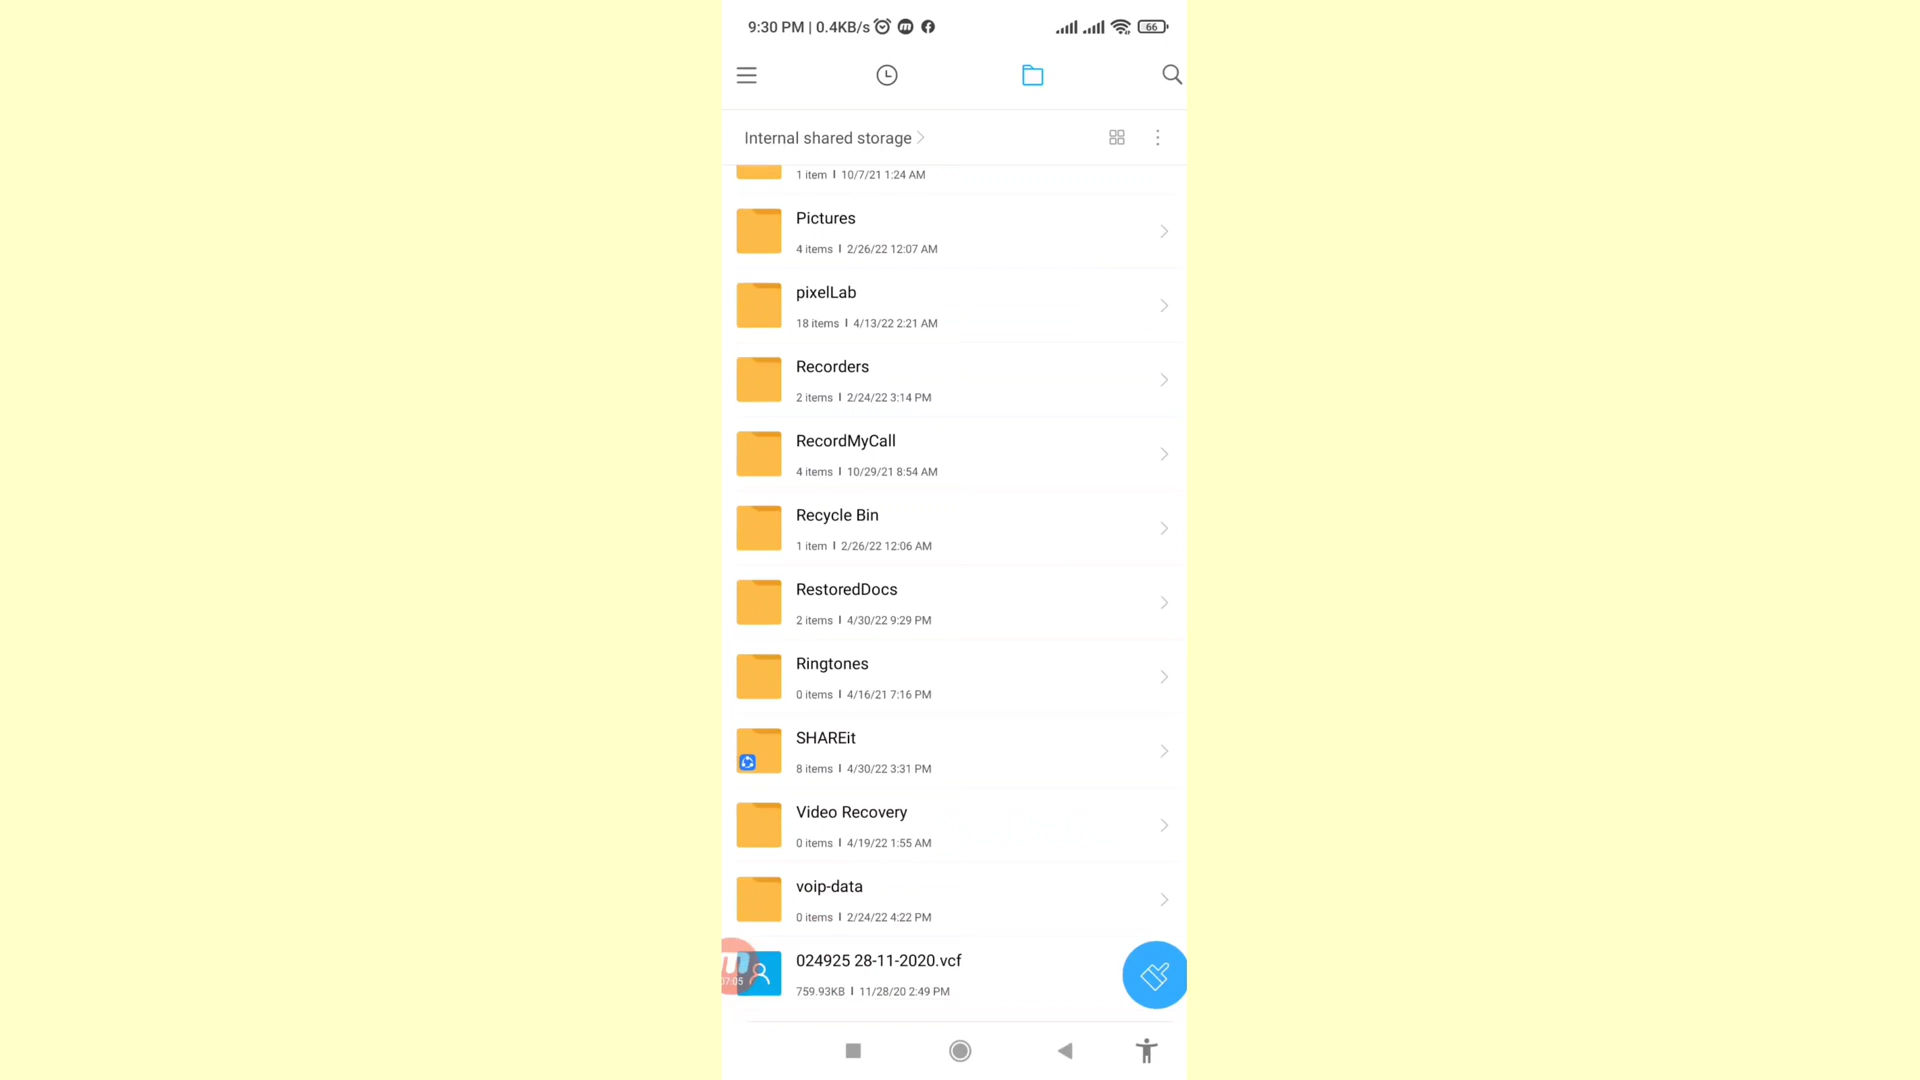 9:30 PM | 0.4KB/s
66
Internal shared storage
1 item I 10/7/21 1:24 AM
Pictures
4 items I 2/26/22 12:07 AM
pixelLab
18 items I 4/13/22 2:21 AM
Recorders
2 items I 2/24/22 3:14 PM
RecordMyCall
4 items I 10/29/21 8:54 AM
Recycle Bin
1 item I 2/26/22 12:06 AM
RestoredDocs
2 items I 4/30/22 9:29 PM
Ringtones
0 items I 4/16/21 7:16 PM
SHAREit
8 items I 4/30/22 3:31 PM
Video Recovery
0 items I 4/19/22 1:55 AM
voip-data
0 items I 2/24/22 4:22 PM
024925 28-11-2020.vcf
07:05
759.93KB I 11/28/20 2:49 PM